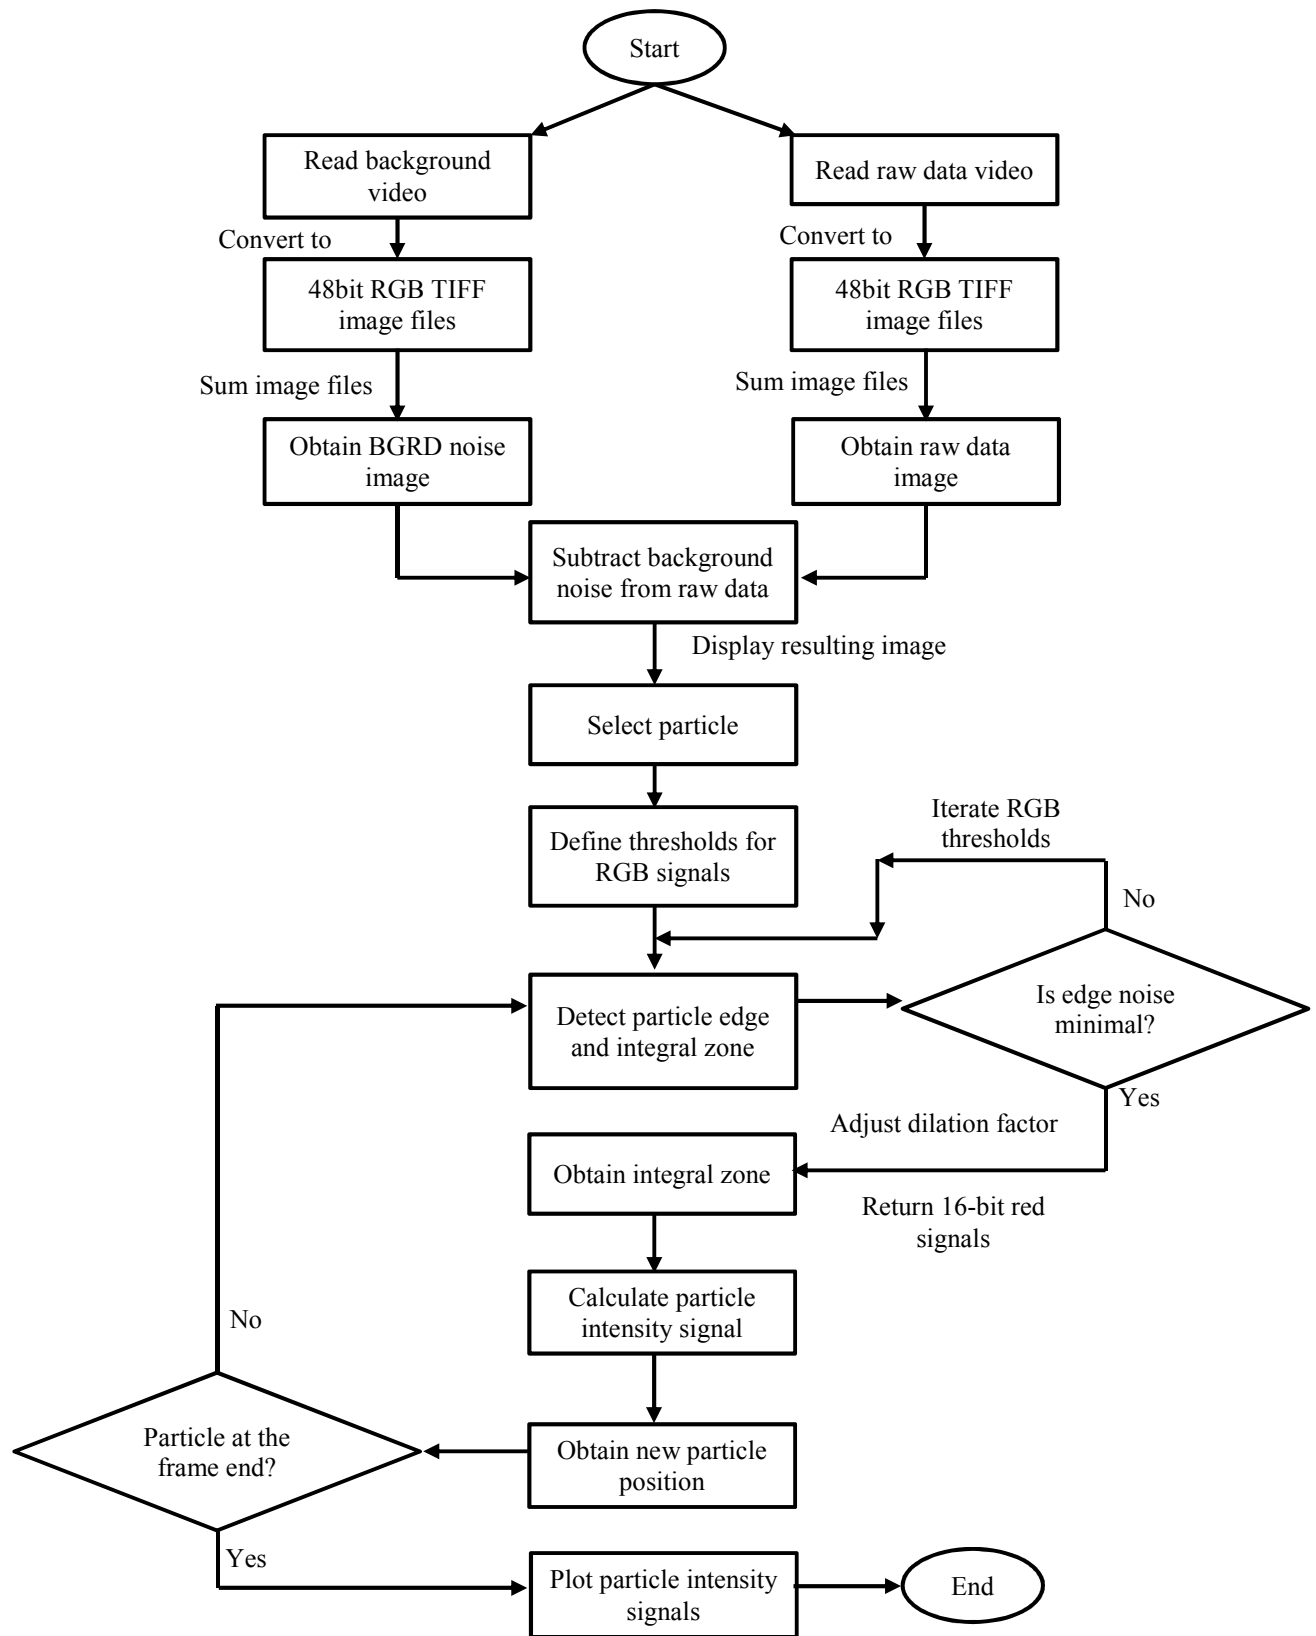 Start
Read background
video
Read raw data video
Convert to
Convert to
48bit RGB TIFF
image files
48bit RGB TIFF
image files
Sum image files
Sum image files
Obtain BGRD noise
image
Obtain raw data
image
Subtract background
noise from raw data
Display resulting image
Select particle
Define thresholds for
RGB signals
Iterate RGB
thresholds
No
Detect particle edge
and integral zone
Is edge noise
minimal?
Yes
Adjust dilation factor
Obtain integral zone
Return 16-bit red
signals
Calculate particle
intensity signal
No
Obtain new particle
position
Particle at the
frame end?
Yes
Plot particle intensity
signals
End